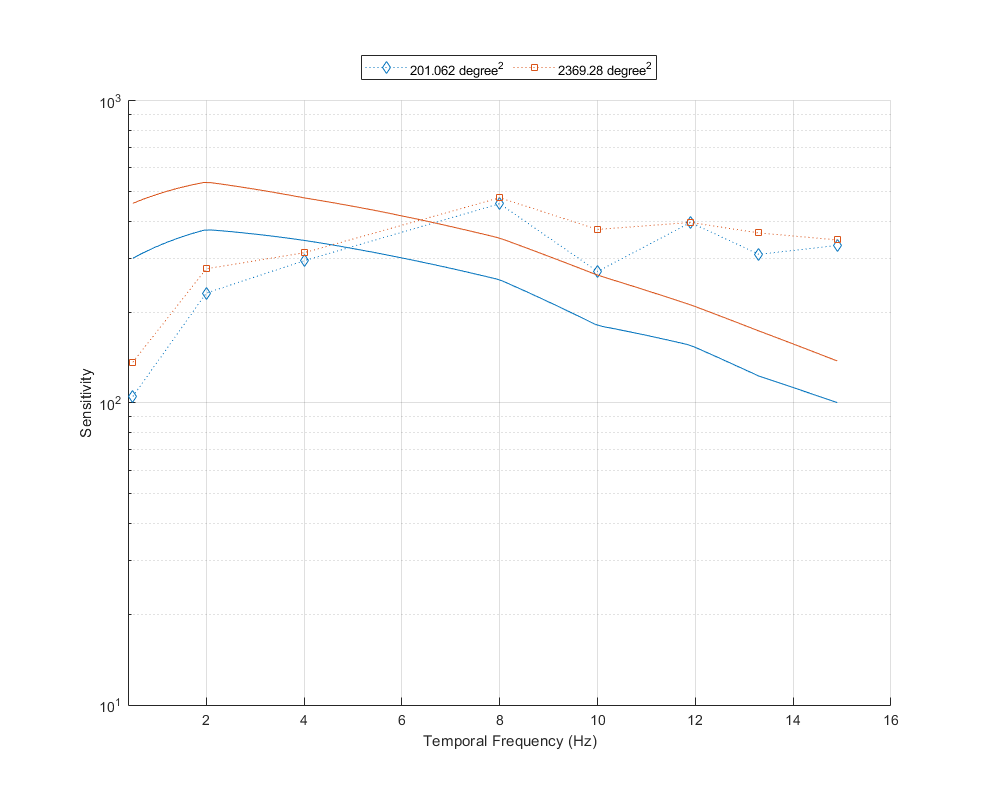 201.062 degree² 2369.28 degree²
10³
10²
10¹
Sensitivity
2 4 6 8 10 12 14 16
Temporal Frequency (Hz)